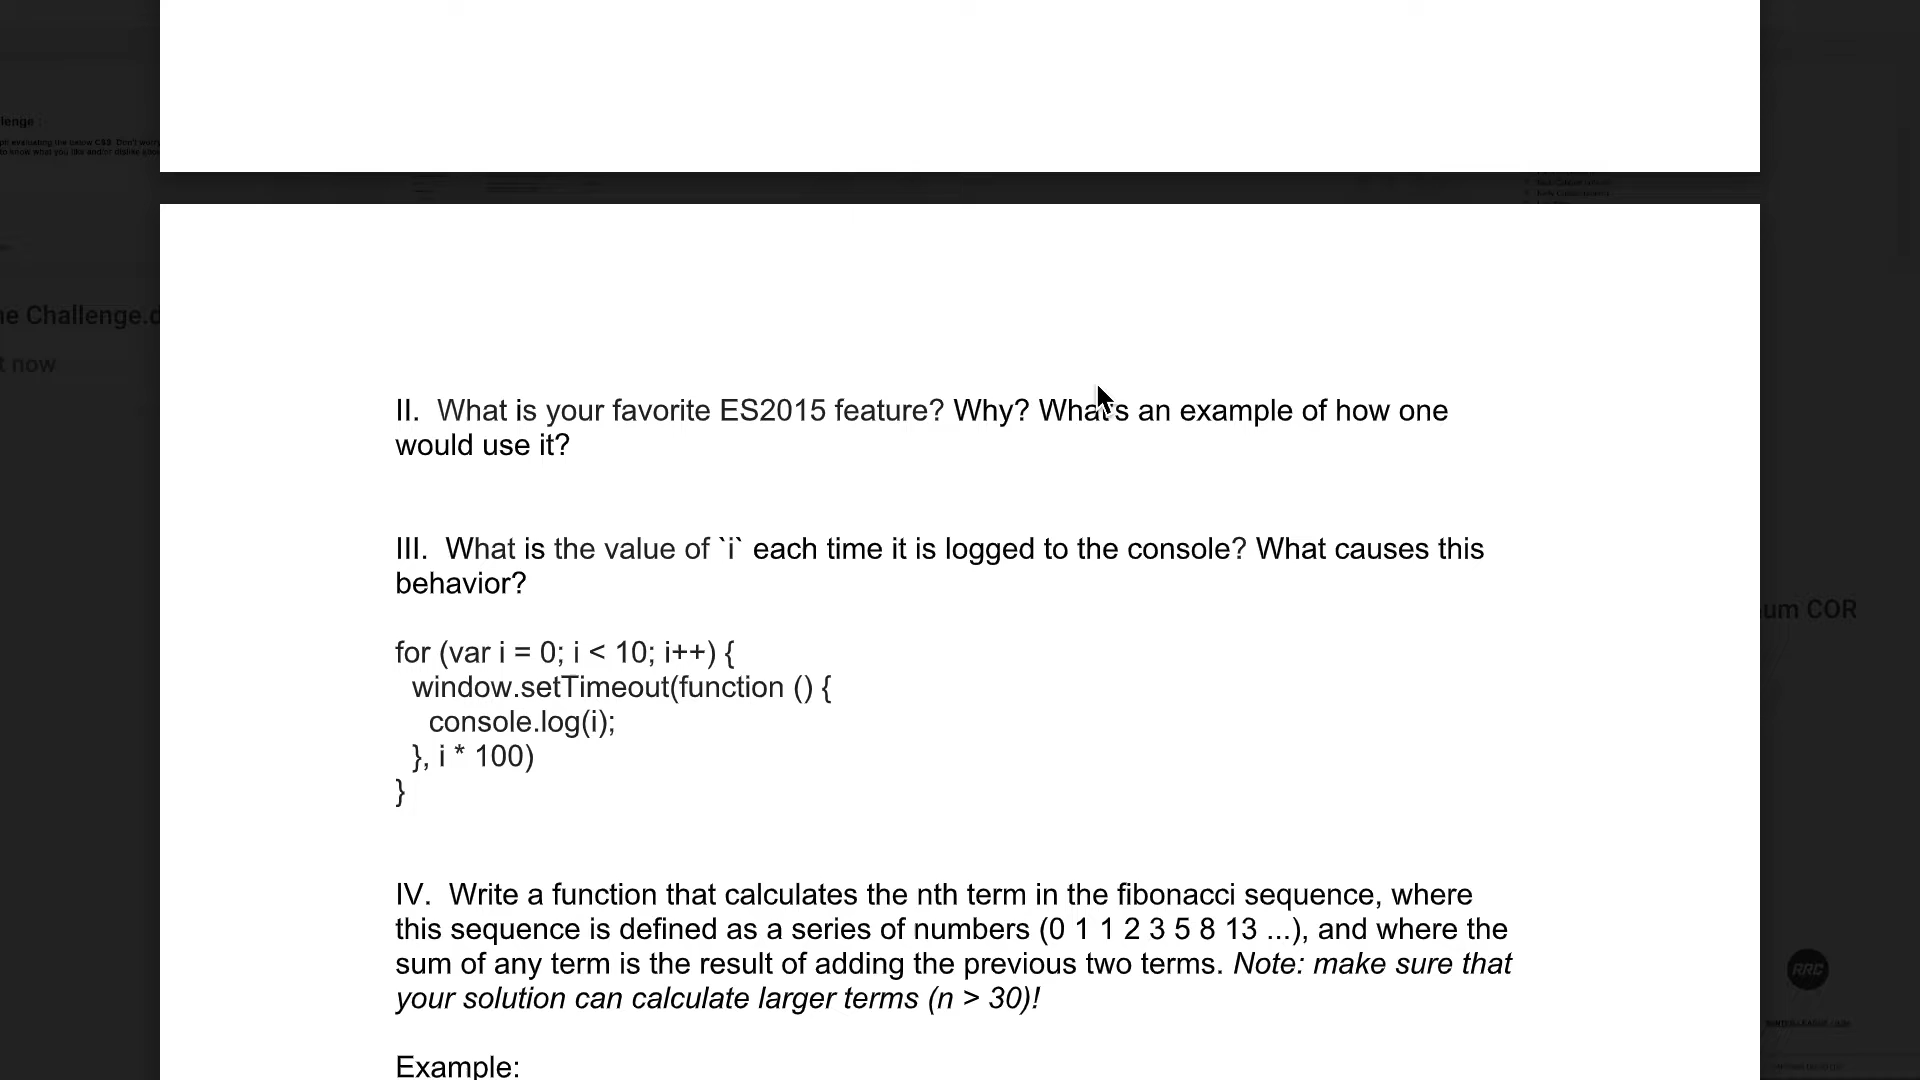 lenge :
he Challenge.d
t now
II. What is your favorite ES2015 feature? Why? What's an example of how one
would use it?
III. What is the value of `i` each time it is logged to the console? What causes this
behavior?
for (var i = 0; i < 10; i++) {
window.setTimeout(function () {
console.log(i);
}, i * 100)
}
um COR
IV. Write a function that calculates the nth term in the fibonacci sequence, where
this sequence is defined as a series of numbers (0 1 1 2 3 5 8 13 ...), and where the
sum of any term is the result of adding the previous two terms. Note: make sure that
your solution can calculate larger terms (n > 30)!
RRC
Example: